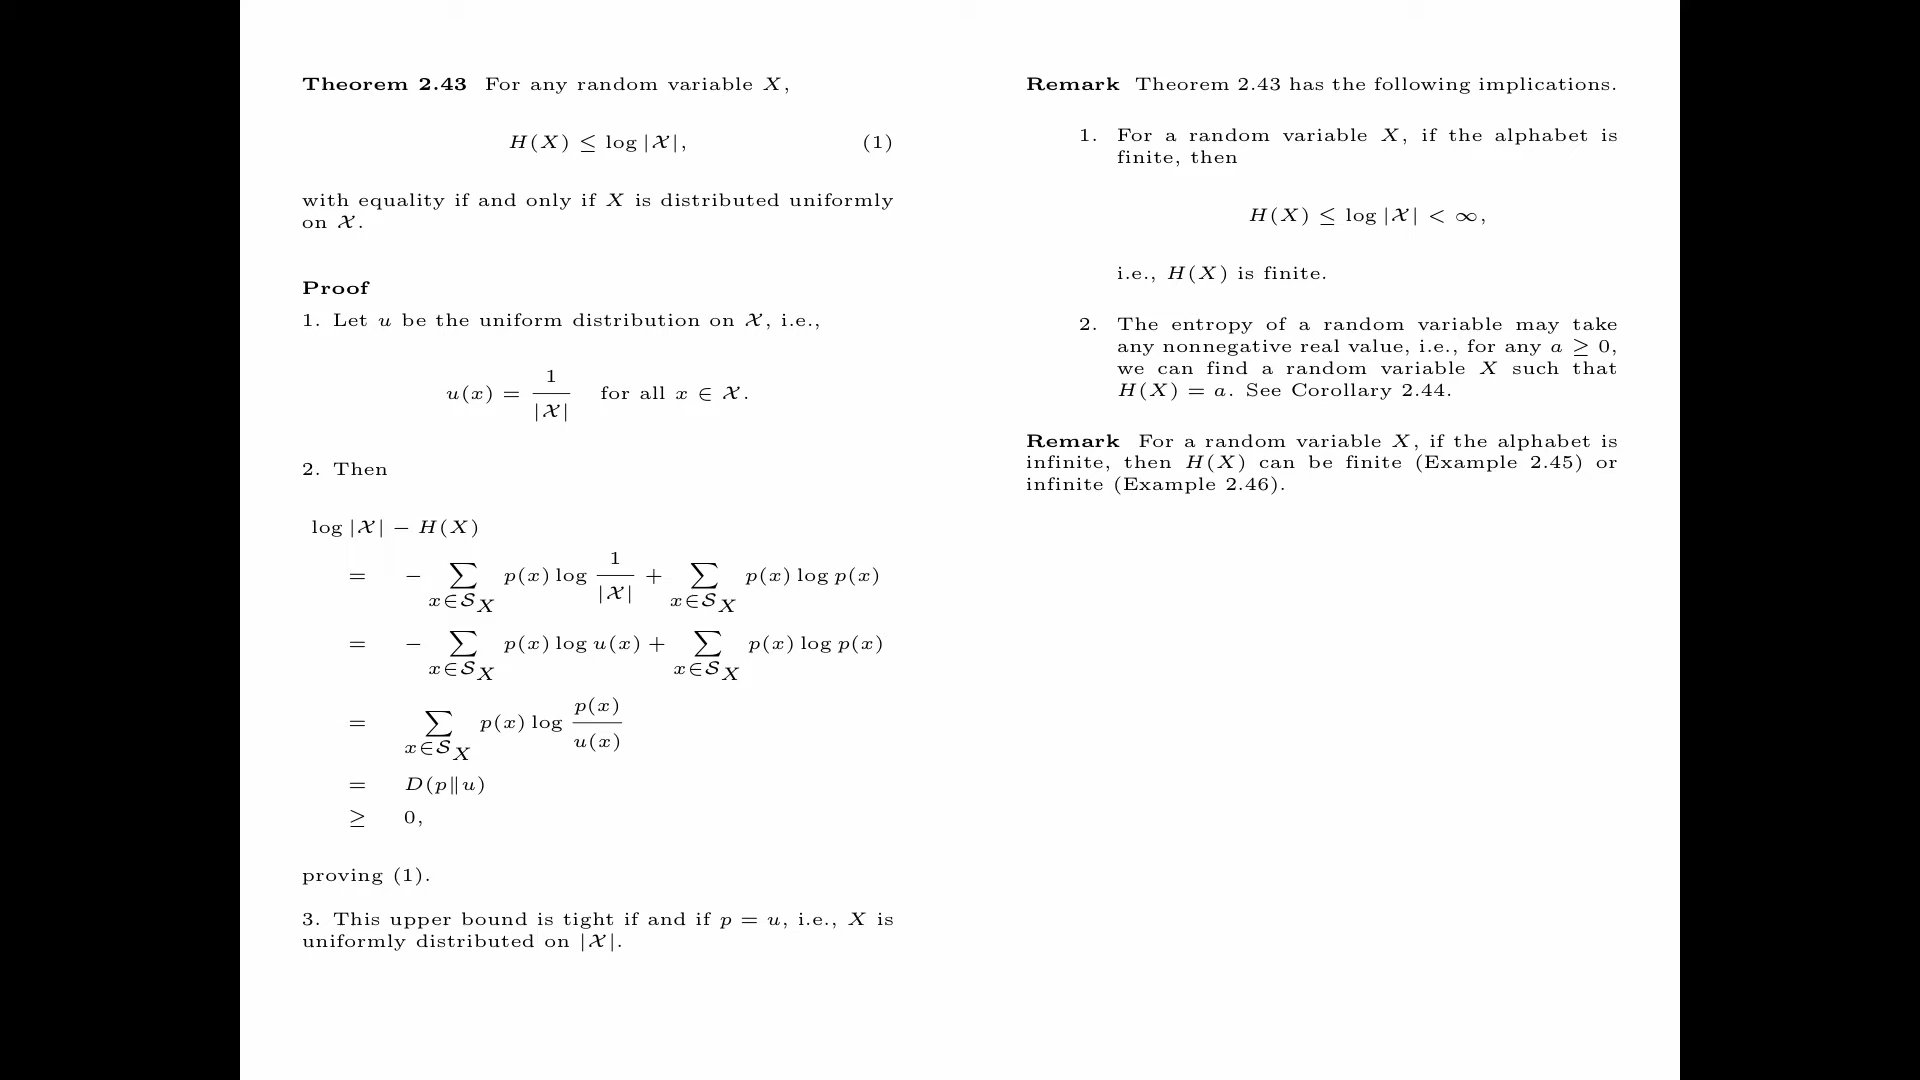 Theorem 2.43 For any random variable X,
H(X) ≤ log |𝒳|, (1)
with equality if and only if X is distributed uniformly
on 𝒳.
Proof
1. Let u be the uniform distribution on 𝒳, i.e.,
u(x) = 1/|𝒳| for all x ∈ 𝒳.
2. Then
log |𝒳| − H(X)
= − ∑_{x∈𝒮_X} p(x) log 1/|𝒳| + ∑_{x∈𝒮_X} p(x) log p(x)
= − ∑_{x∈𝒮_X} p(x) log u(x) + ∑_{x∈𝒮_X} p(x) log p(x)
= ∑_{x∈𝒮_X} p(x) log p(x)/u(x)
= D(p‖u)
≥ 0,
proving (1).
3. This upper bound is tight if and if p = u, i.e., X is
uniformly distributed on |𝒳|.
Remark Theorem 2.43 has the following implications.
1. For a random variable X, if the alphabet is
finite, then
H(X) ≤ log |𝒳| < ∞,
i.e., H(X) is finite.
2. The entropy of a random variable may take
any nonnegative real value, i.e., for any a ≥ 0,
we can find a random variable X such that
H(X) = a. See Corollary 2.44.
Remark For a random variable X, if the alphabet is
infinite, then H(X) can be finite (Example 2.45) or
infinite (Example 2.46).